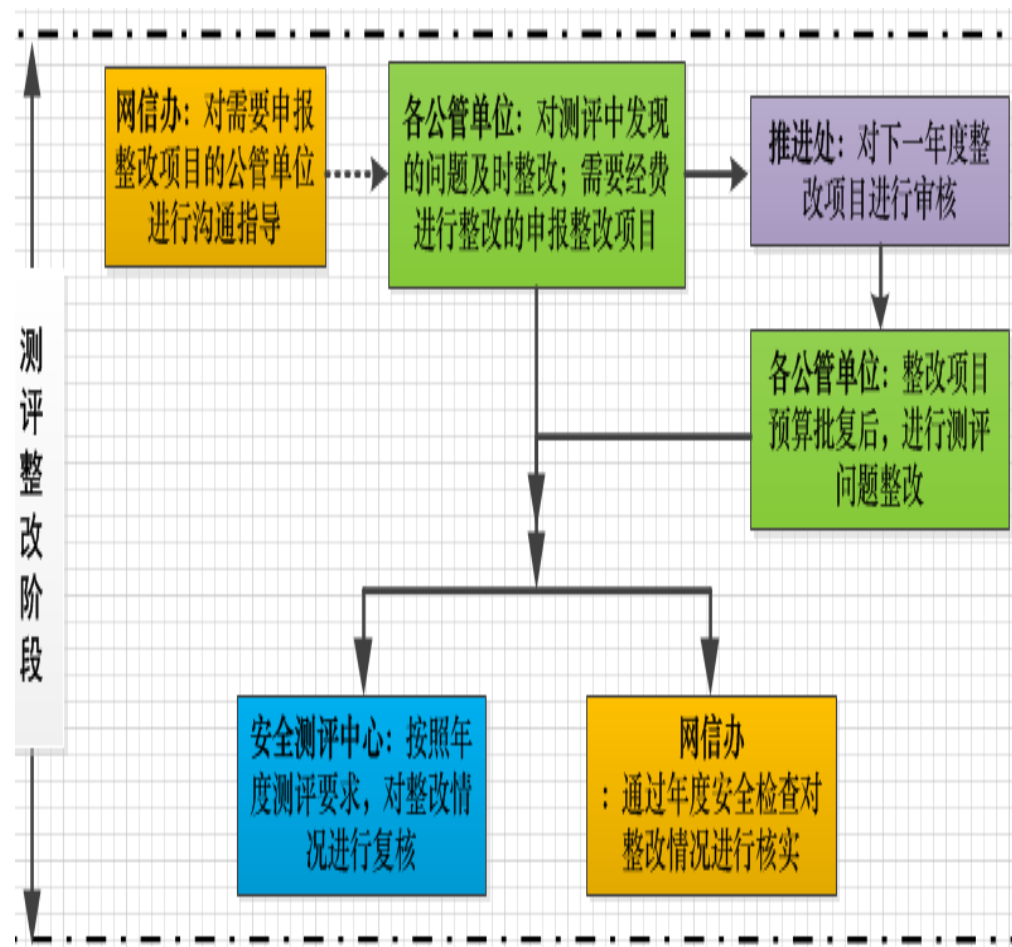 网信办：对需要申报
整改项目的公管单位
进行沟通指导
各公管单位：对测评中发现
的问题及时整改；需要经费
进行整改的申报整改项目
推进处：对下一年度整
改项目进行审核
各公管单位：整改项目
预算批复后，进行测评
问题整改
测评整改阶段
安全测评中心：按照年
度测评要求，对整改情
况进行复核
网信办
：通过年度安全检查对
整改情况进行核实